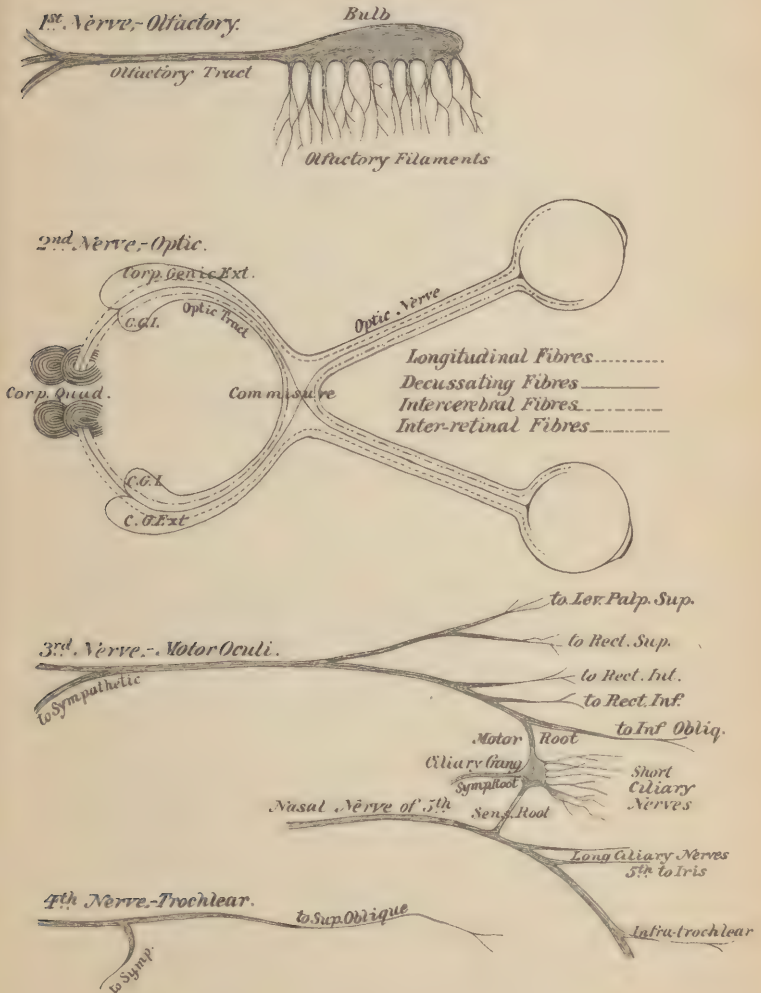 1st Nerve,-Olfactory.
Bulb
Olfactory Tract
Olfactory Filaments
2nd Nerve,-Optic.
Corp. Genic Ext.
C.G.I.
Optic Tract
Optic Nerve
Corp. Quad.
Commisure
Longitudinal Fibres
Decussating Fibres
Intercerebral Fibres
Inter-retinal Fibres
C.G.I.
C.G.Ext
3rd Nerve,-Motor Oculi.
to Sympathetic
to Lev. Palp. Sup.
to Rect. Sup.
to Rect. Int.
to Rect. Inf.
to Inf Obliq.
Motor Root
Ciliary Gang
Symp Root
Short
Ciliary
Nerves
Nasal Nerve of 5th
Sens. Root
Long Ciliary Nerves
5th to Iris
Infra-trochlear
4th Nerve,-Trochlear.
to Sup. Oblique
to Symp.